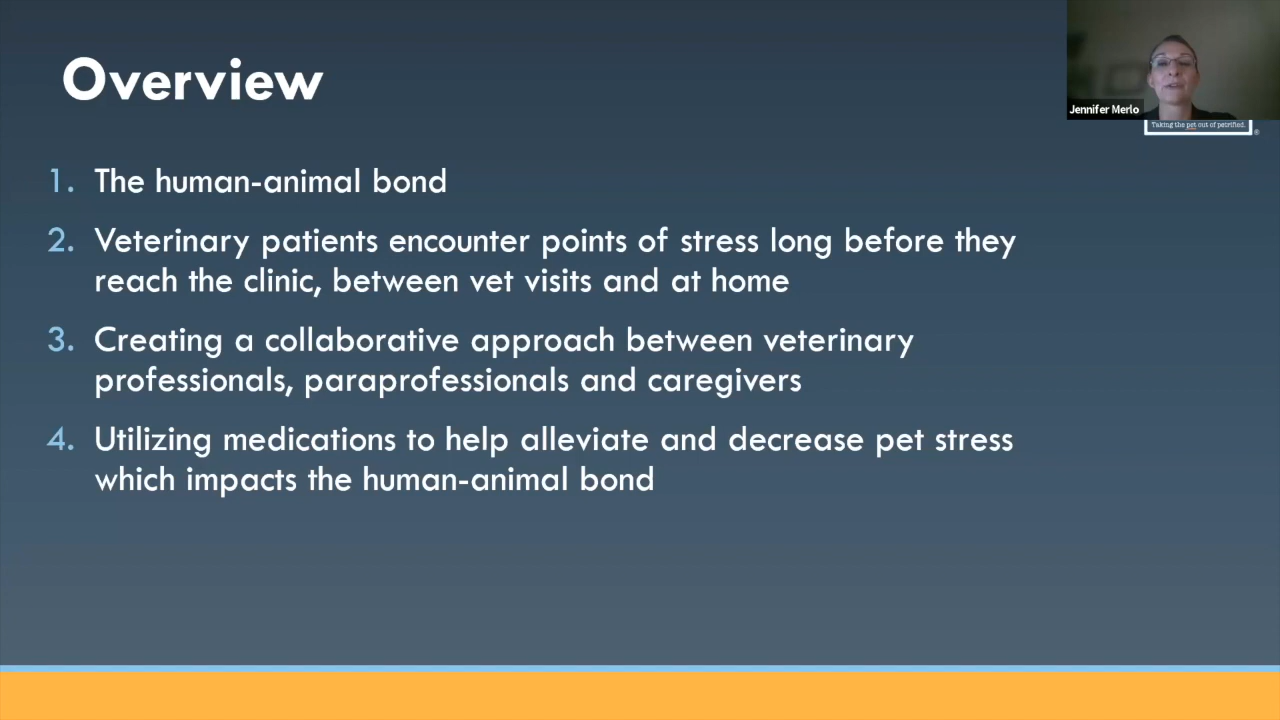 Overview
Jennifer Merlo
Taking the pet out of petrified.
®
1. The human-animal bond
2. Veterinary patients encounter points of stress long before they
reach the clinic, between vet visits and at home
3. Creating a collaborative approach between veterinary
professionals, paraprofessionals and caregivers
4. Utilizing medications to help alleviate and decrease pet stress
which impacts the human-animal bond